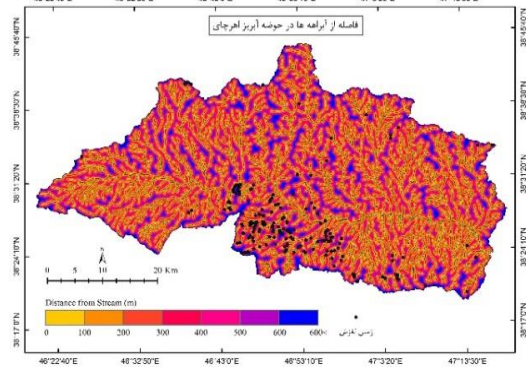 فاصله از آبراهه ها در حوضه آبریز اهرچای
38°45'40"N
38°45'40"N
38°38'30"N
38°38'30"N
38°31'20"N
38°31'20"N
38°24'10"N
38°24'10"N
38°17'0"N
38°17'0"N
N
0 5 10 20 Km
Distance from Stream (m)
0 100 200 300 400 500 600 600<
زمین لغزش
46°22'40"E 46°32'50"E 46°43'0"E 46°53'10"E 47°3'20"E 47°13'30"E